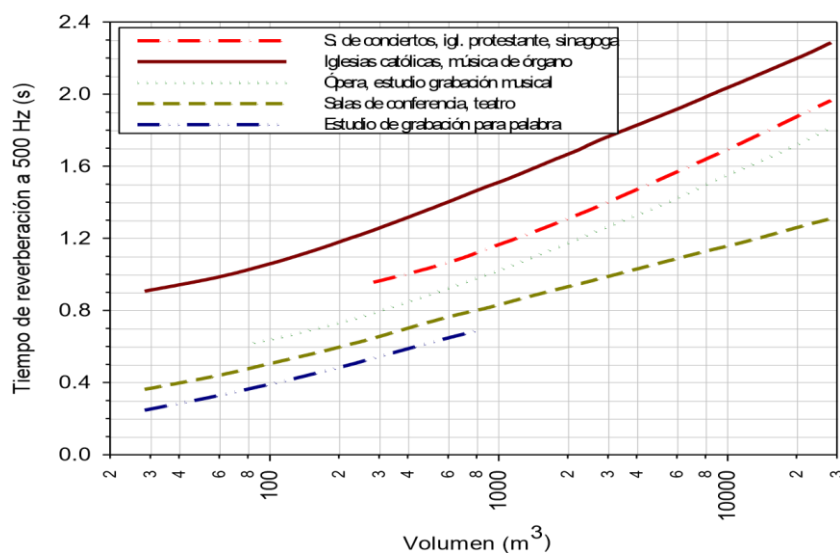 2.4
2.0
1.6
1.2
0.8
0.4
0.0
Tiempo de reverberación a 500 Hz (s)
S. de conciertos, igl. protestante, sinagoga
Iglesias católicas, música de órgano
Ópera, estudio grabación musical
Salas de conferencia, teatro
Estudio de grabación para palabra
2 3 4 6 8 100 2 3 4 6 8 1000 2 3 4 6 8 10000 2 3
Volumen (m³)